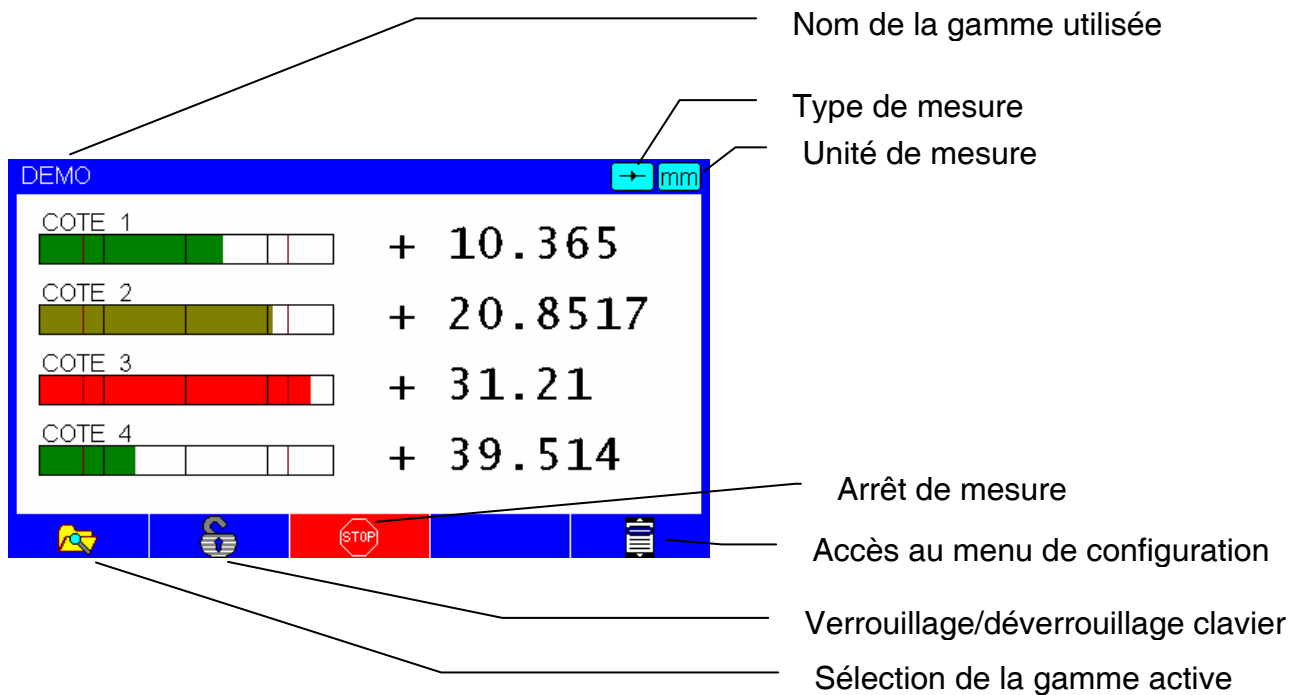 Nom de la gamme utilisée
Type de mesure
Unité de mesure
DEMO
mm
COTE 1
+ 10.365
COTE 2
+ 20.8517
COTE 3
+ 31.21
COTE 4
+ 39.514
STOP
Arrêt de mesure
Accès au menu de configuration
Verrouillage/déverrouillage clavier
Sélection de la gamme active